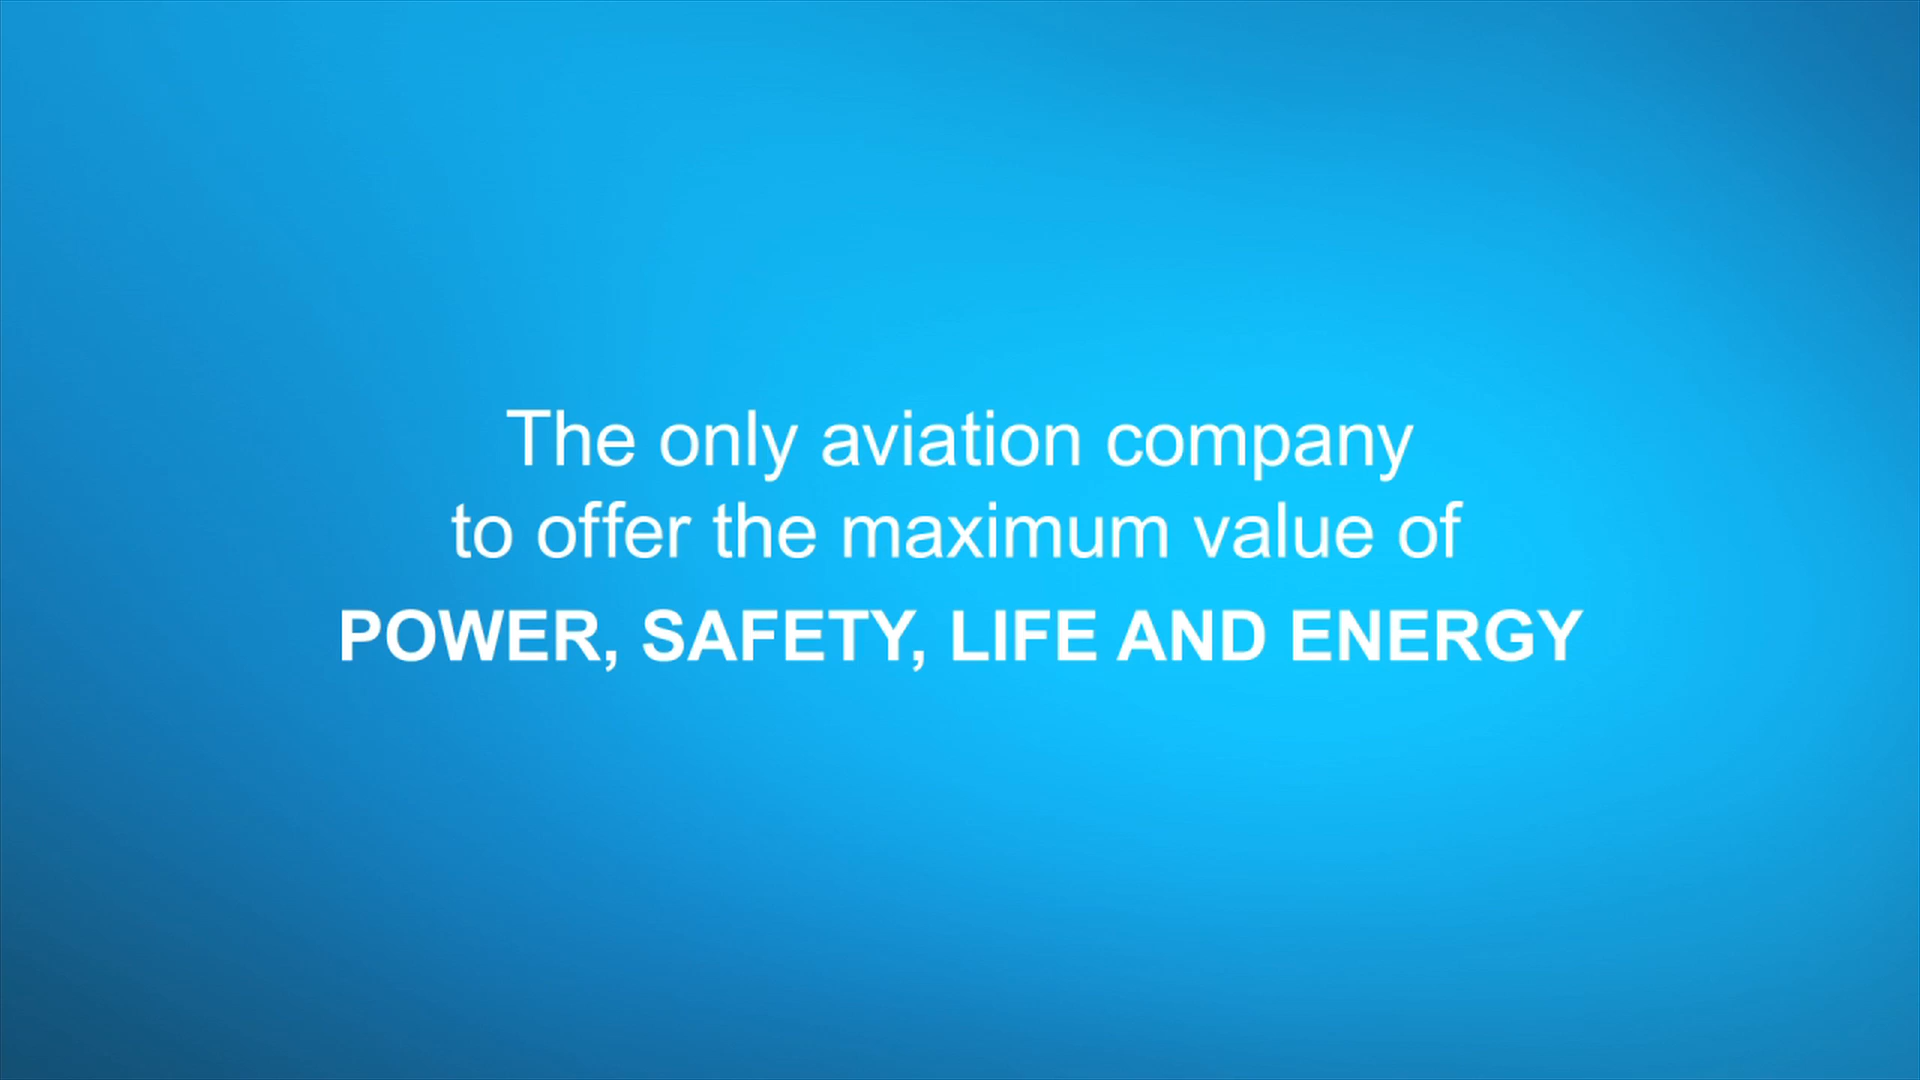 The only aviation company
to offer the maximum value of
POWER, SAFETY, LIFE AND ENERGY